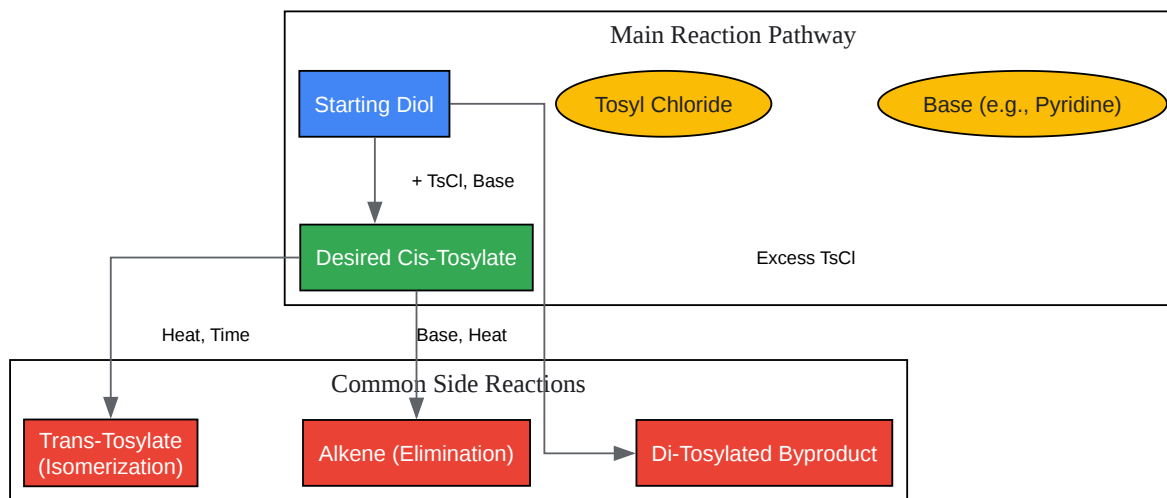 Main Reaction Pathway
Starting Diol
Tosyl Chloride
Base (e.g., Pyridine)
+ TsCl, Base
Desired Cis-Tosylate
Excess TsCl
Heat, Time
Base, Heat
Common Side Reactions
Trans-Tosylate
(Isomerization)
Alkene (Elimination)
Di-Tosylated Byproduct